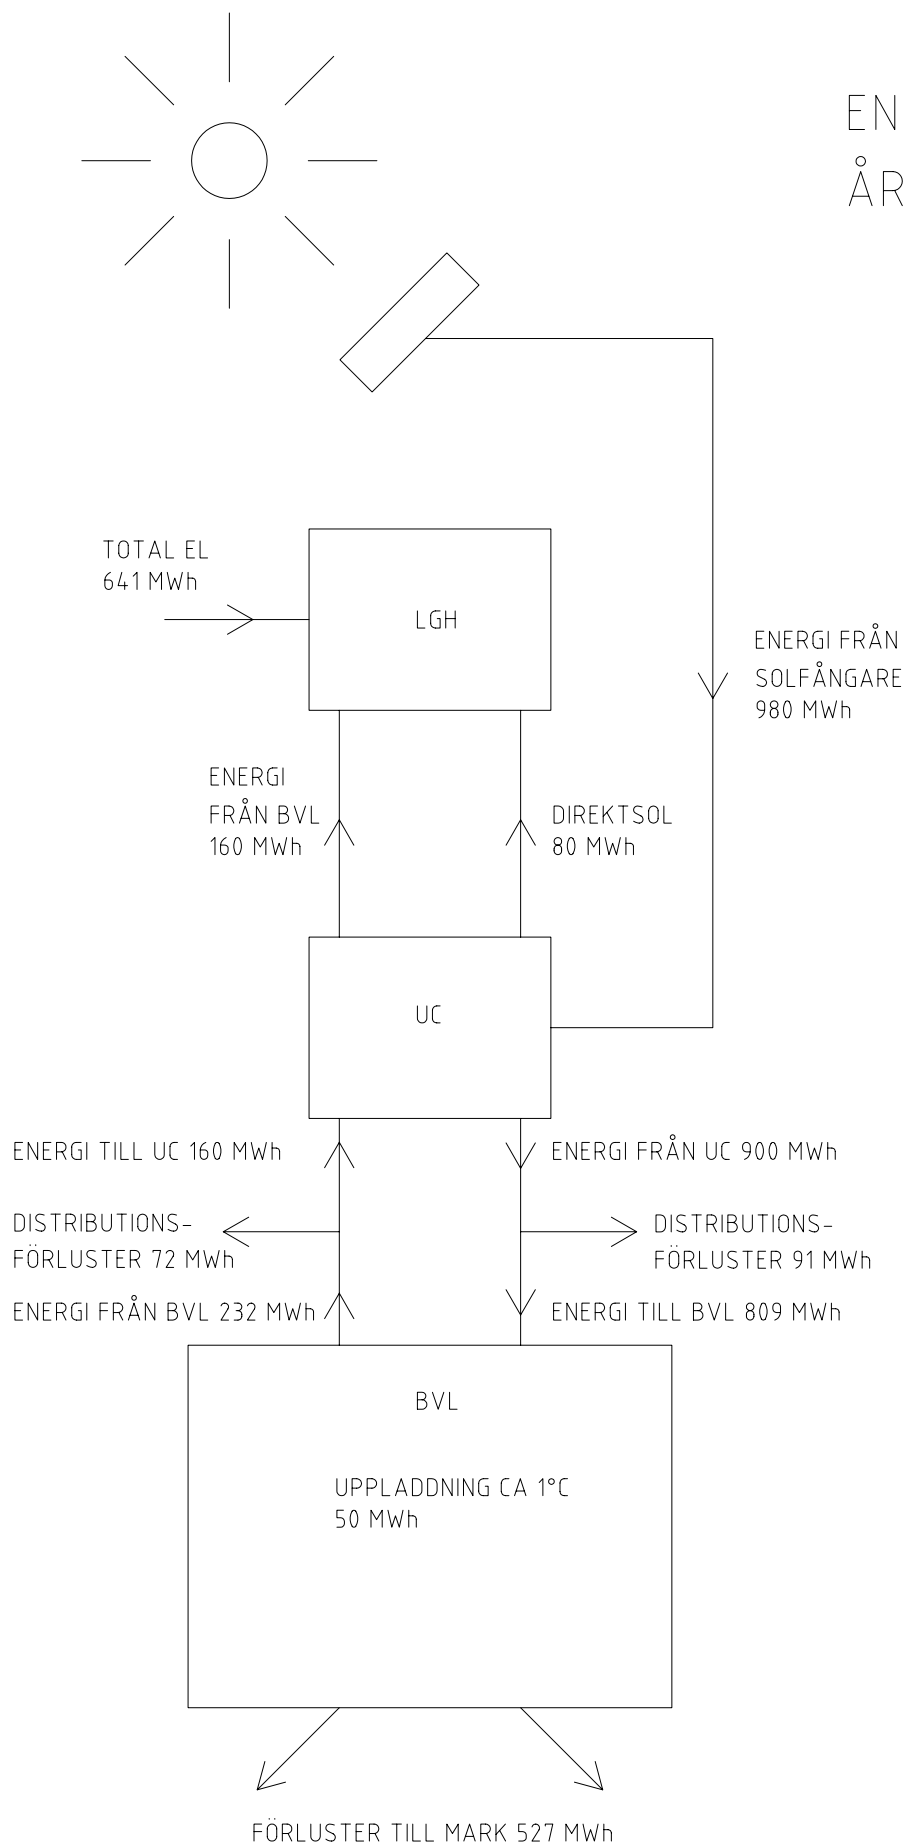 EN
ÅR
TOTAL EL
641 MWh
LGH
ENERGI FRÅN
SOLFÅNGARE
980 MWh
ENERGI
FRÅN BVL
160 MWh
DIREKTSOL
80 MWh
UC
ENERGI TILL UC 160 MWh
ENERGI FRÅN UC 900 MWh
DISTRIBUTIONS-
FÖRLUSTER 72 MWh
DISTRIBUTIONS-
FÖRLUSTER 91 MWh
ENERGI FRÅN BVL 232 MWh
ENERGI TILL BVL 809 MWh
BVL
UPPLADDNING CA 1°C
50 MWh
FÖRLUSTER TILL MARK 527 MWh